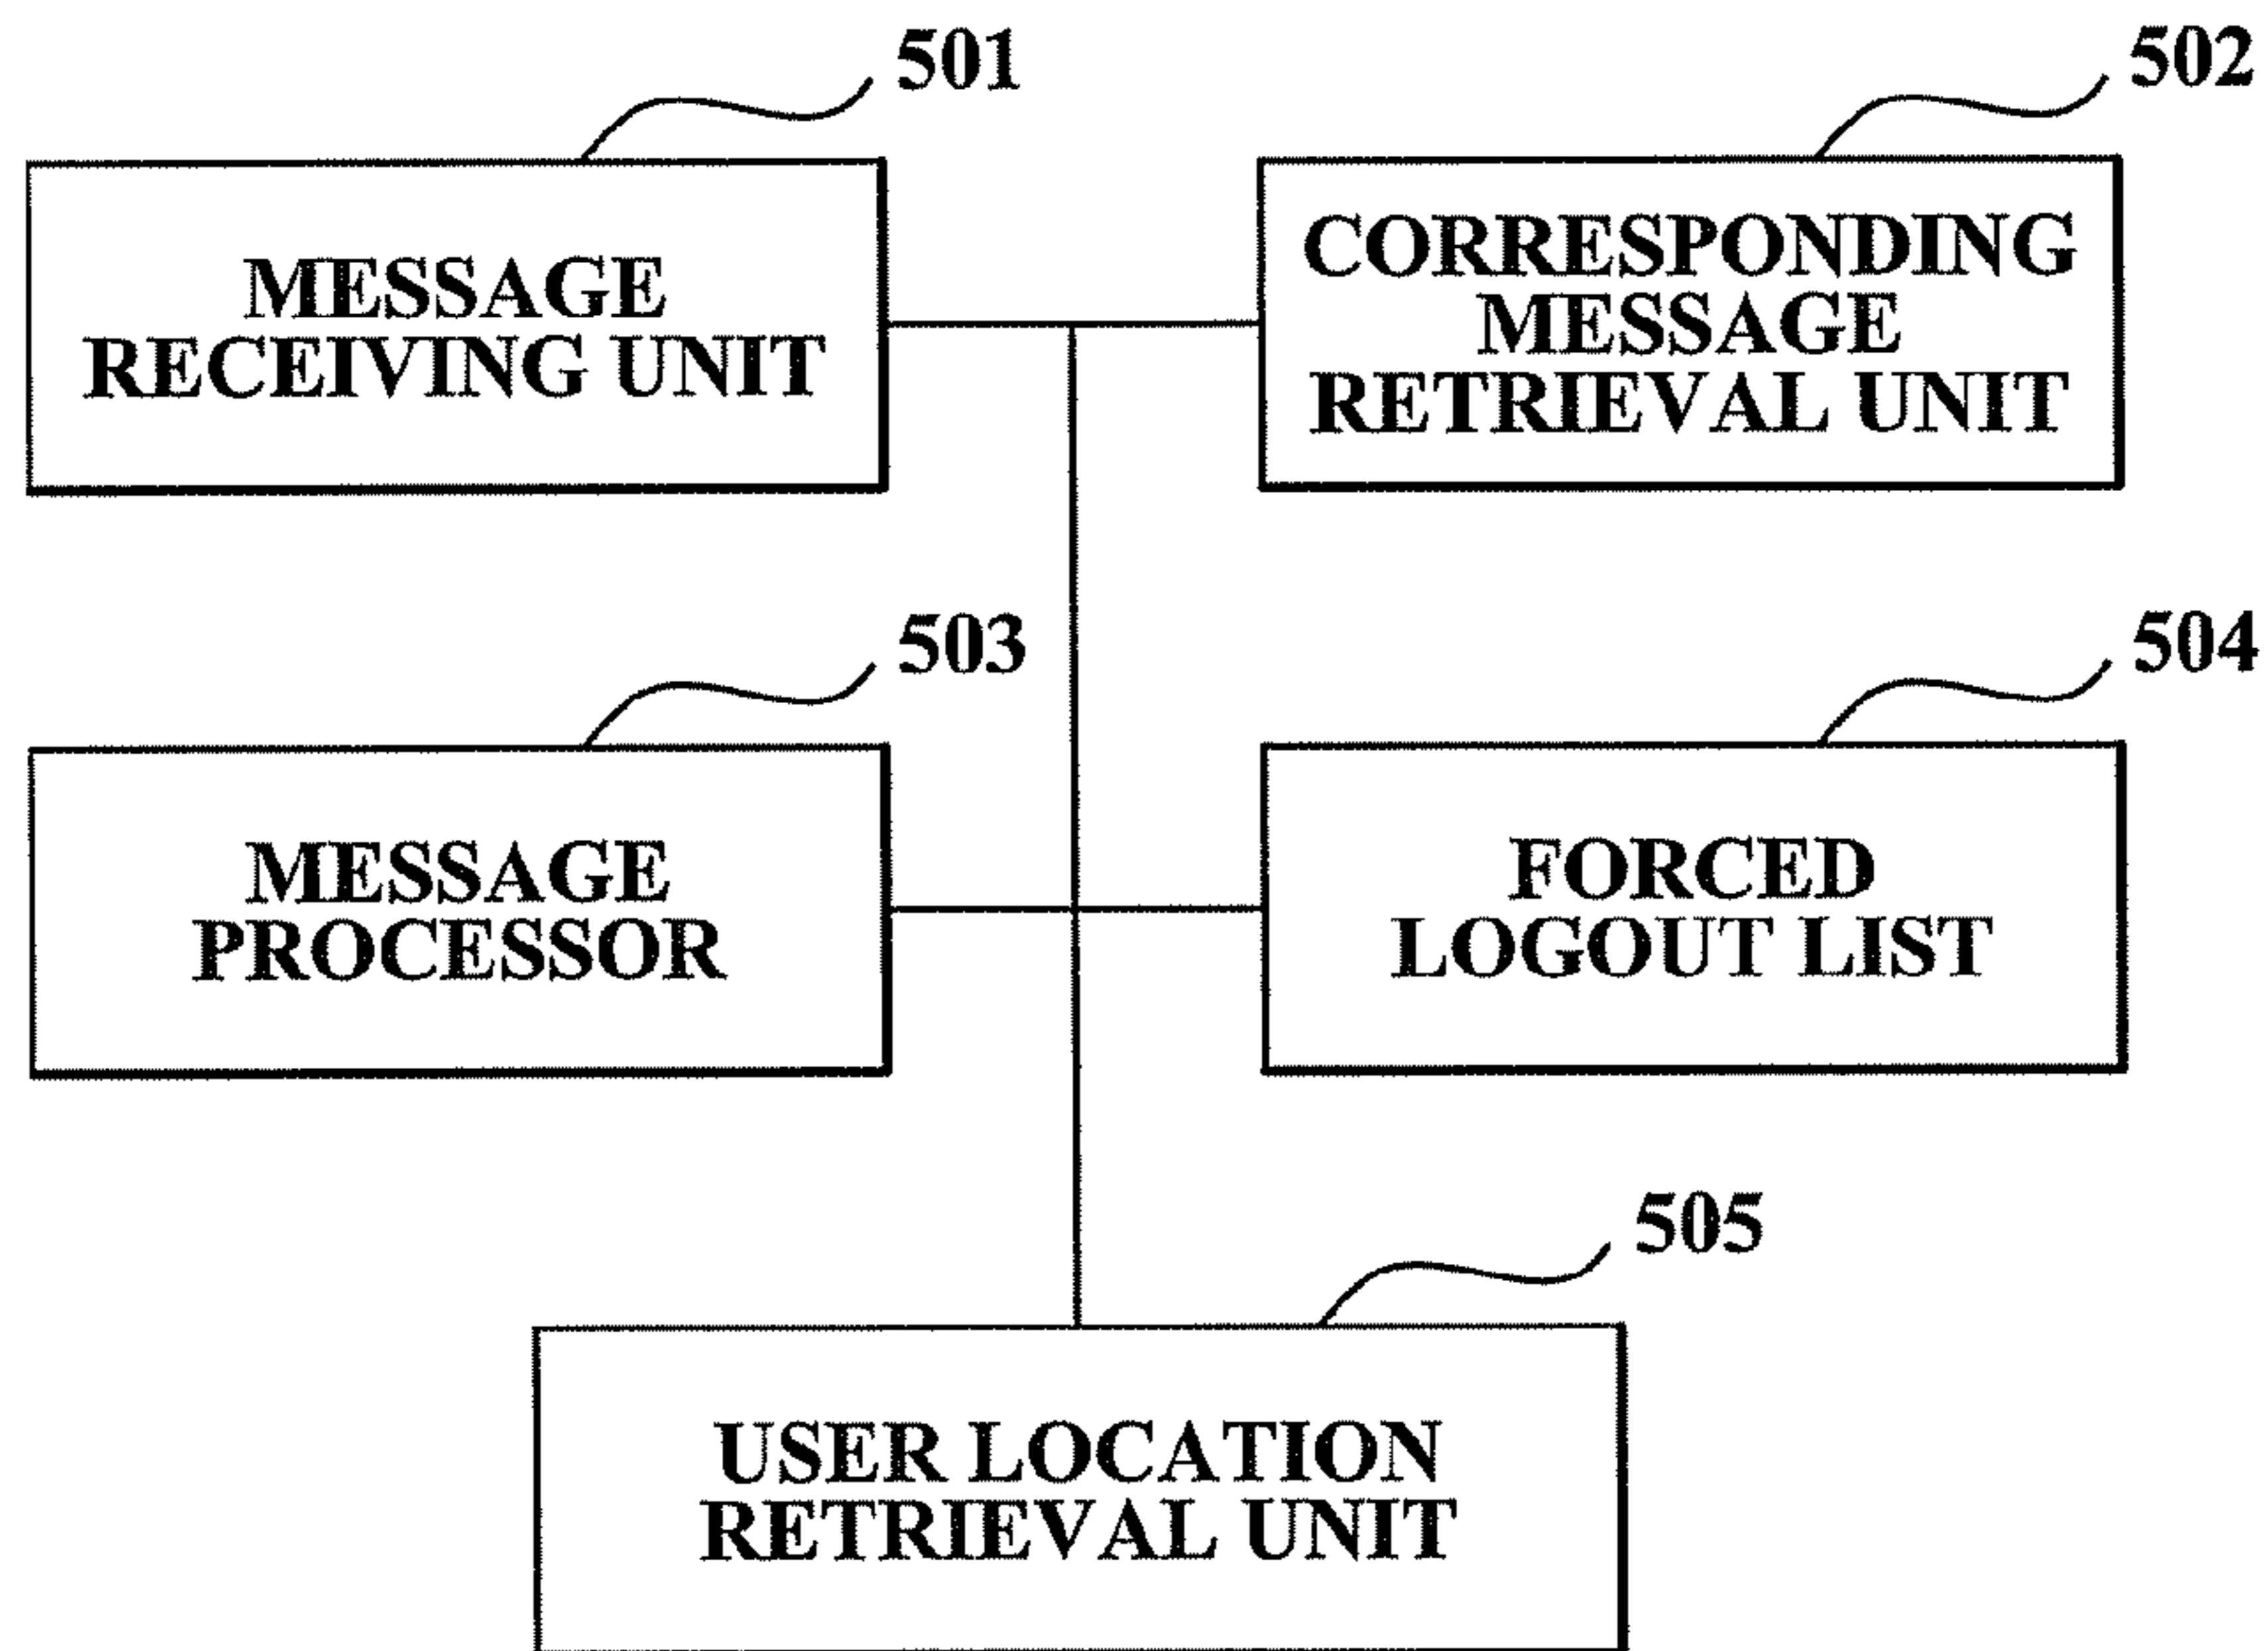 501
502
MESSAGE
RECEIVING UNIT
CORRESPONDING
MESSAGE
RETRIEVAL UNIT
503
504
MESSAGE
PROCESSOR
FORCED
LOGOUT LIST
505
USER LOCATION
RETRIEVAL UNIT